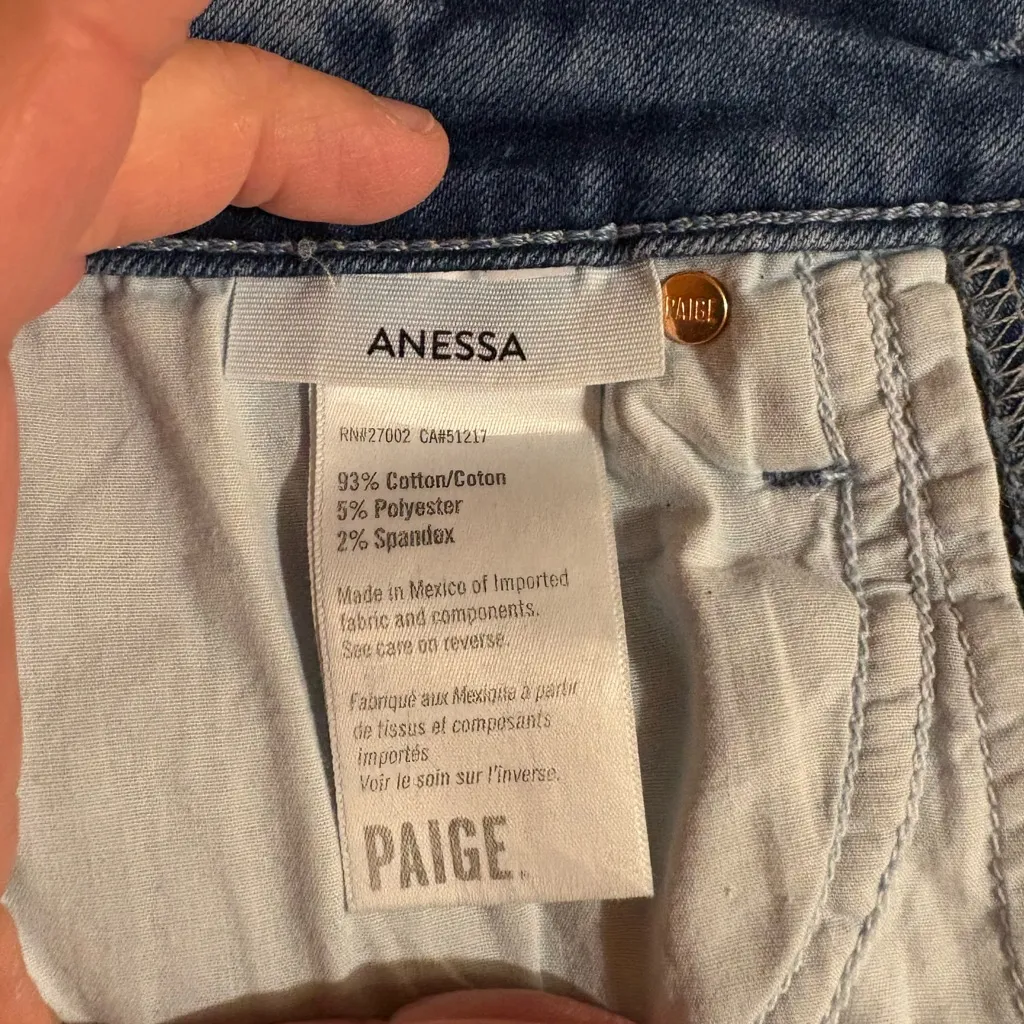 ANESSA
PAIGE
RN#27002 CA#51217
93% Cotton/Coton
5% Polyester
2% Spandex
Made in Mexico of Imported
fabric and components.
See care on reverse.
Fabriqué aux Mexique à partir
de tissus et composants
importés
Voir le soin sur l'inverse.
PAIGE.